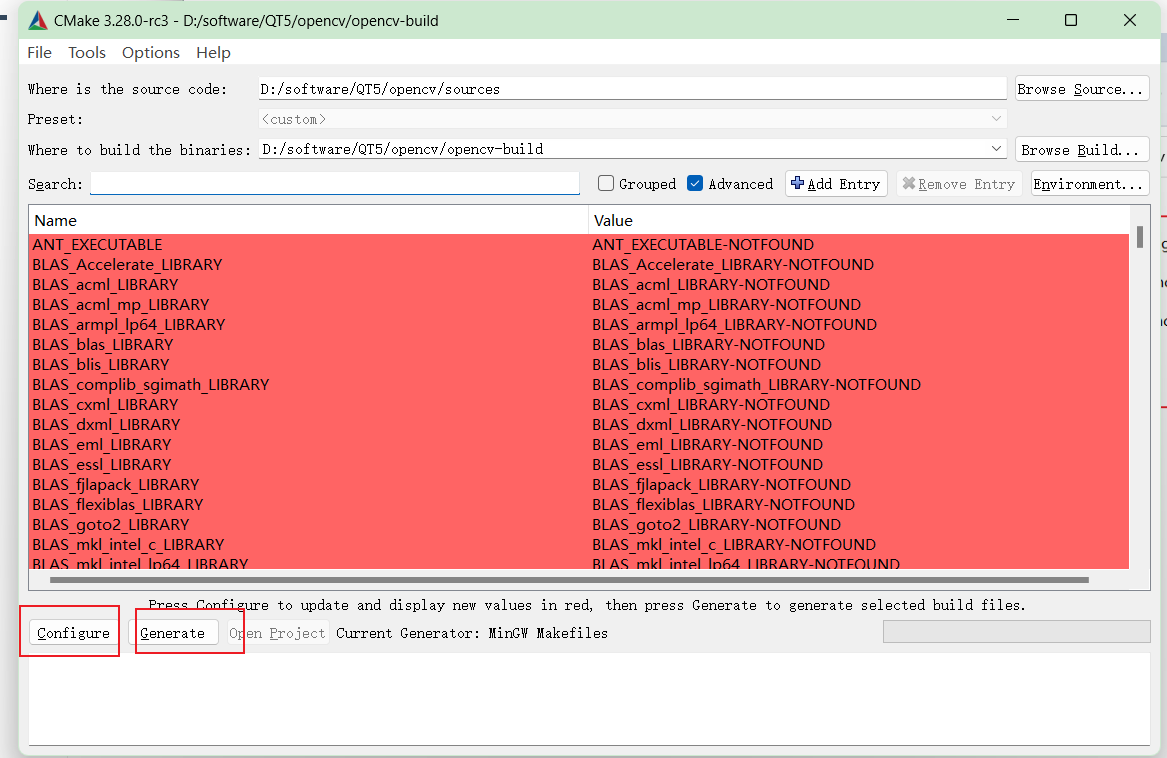 CMake 3.28.0-rc3 - D:/software/QT5/opencv/opencv-build
File Tools Options Help
Where is the source code: D:/software/QT5/opencv/sources Browse Source...
Preset: <custom>
Where to build the binaries: D:/software/QT5/opencv/opencv-build Browse Build...
Search: Grouped Advanced Add Entry Remove Entry Environment...
Name Value
ANT_EXECUTABLE ANT_EXECUTABLE-NOTFOUND
BLAS_Accelerate_LIBRARY BLAS_Accelerate_LIBRARY-NOTFOUND
BLAS_acml_LIBRARY BLAS_acml_LIBRARY-NOTFOUND
BLAS_acml_mp_LIBRARY BLAS_acml_mp_LIBRARY-NOTFOUND
BLAS_armpl_lp64_LIBRARY BLAS_armpl_lp64_LIBRARY-NOTFOUND
BLAS_blas_LIBRARY BLAS_blas_LIBRARY-NOTFOUND
BLAS_blis_LIBRARY BLAS_blis_LIBRARY-NOTFOUND
BLAS_complib_sgimath_LIBRARY BLAS_complib_sgimath_LIBRARY-NOTFOUND
BLAS_cxml_LIBRARY BLAS_cxml_LIBRARY-NOTFOUND
BLAS_dxml_LIBRARY BLAS_dxml_LIBRARY-NOTFOUND
BLAS_eml_LIBRARY BLAS_eml_LIBRARY-NOTFOUND
BLAS_essl_LIBRARY BLAS_essl_LIBRARY-NOTFOUND
BLAS_fjlapack_LIBRARY BLAS_fjlapack_LIBRARY-NOTFOUND
BLAS_flexiblas_LIBRARY BLAS_flexiblas_LIBRARY-NOTFOUND
BLAS_goto2_LIBRARY BLAS_goto2_LIBRARY-NOTFOUND
BLAS_mkl_intel_c_LIBRARY BLAS_mkl_intel_c_LIBRARY-NOTFOUND
BLAS_mkl_intel_lp64_LIBRARY BLAS_mkl_intel_lp64_LIBRARY-NOTFOUND
Press Configure to update and display new values in red, then press Generate to generate selected build files.
Configure Generate Open Project Current Generator: MinGW Makefiles